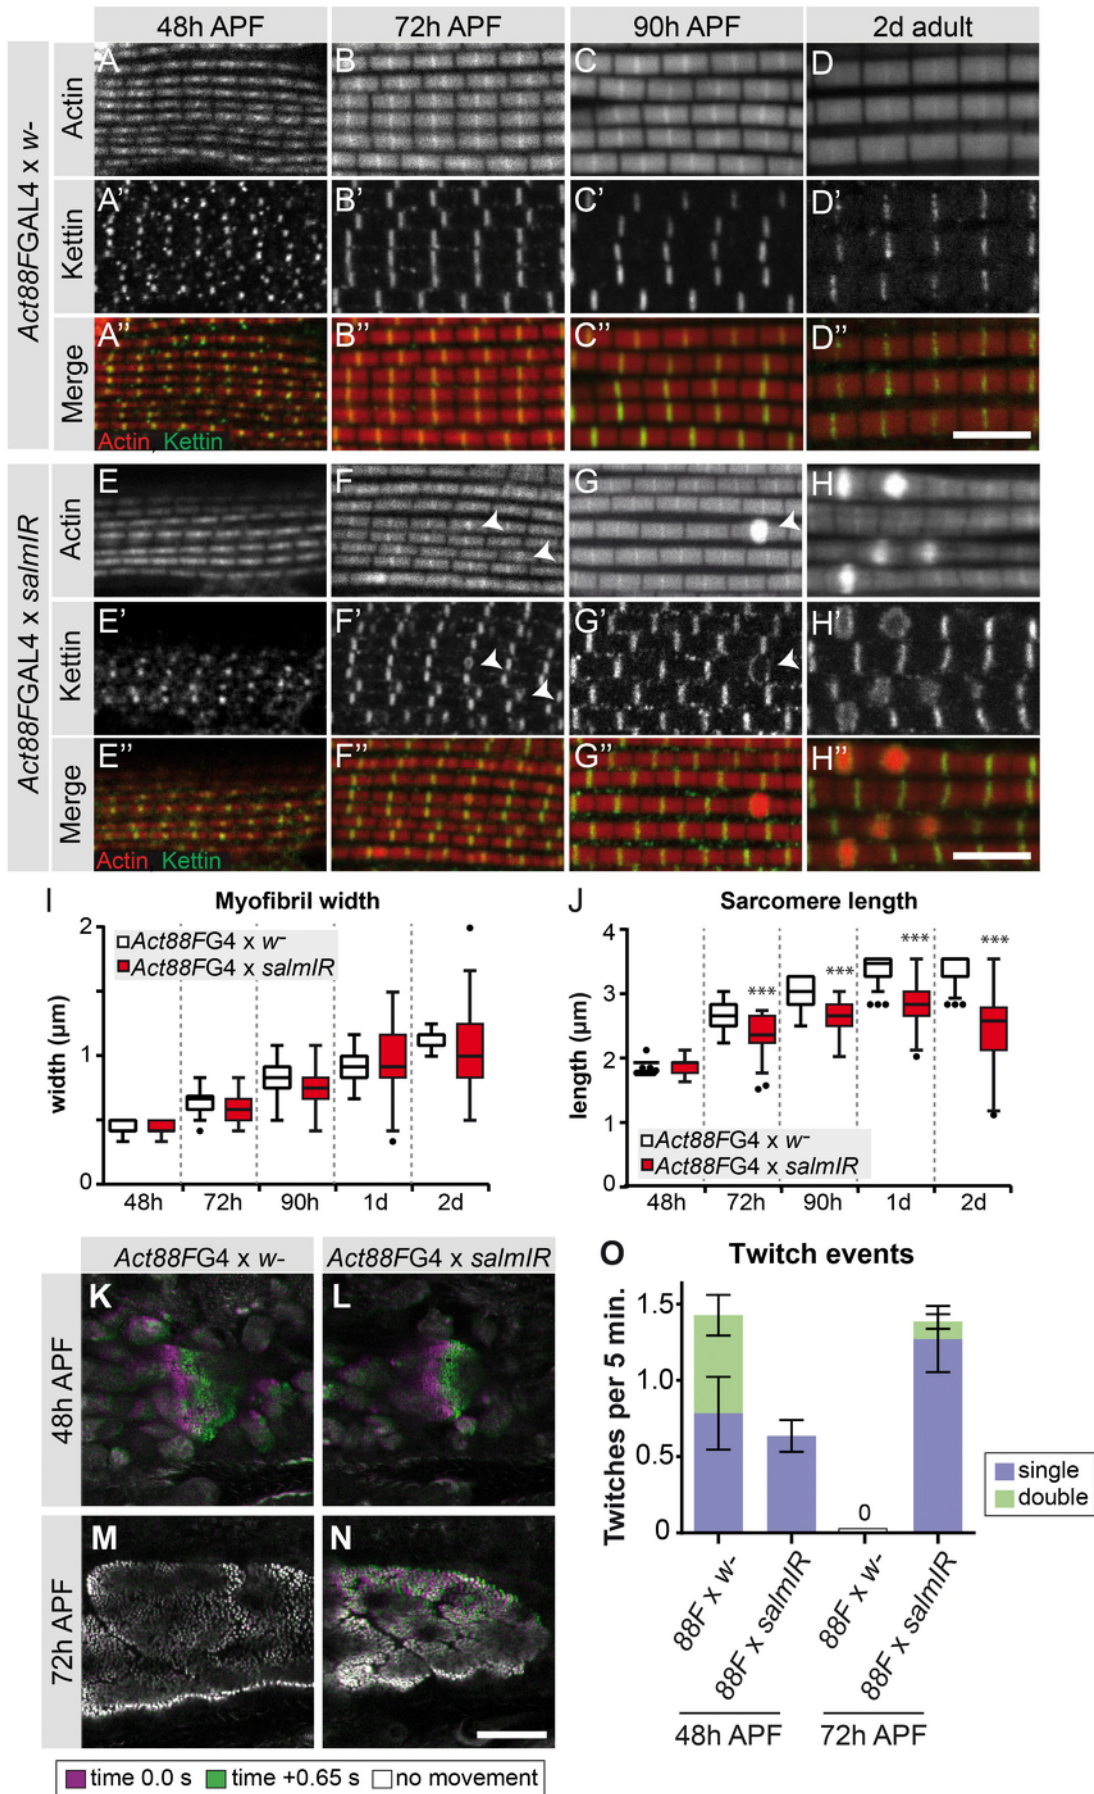 48h APF 72h APF 90h APF 2d adult
Act88FGAL4 x w-
Actin
A B C D
Kettin
A' B' C' D'
Merge
A'' B'' C'' D''
Actin, Kettin
Act88FGAL4 x salmIR
Actin
E F G H
Kettin
E' F' G' H'
Merge
E'' F'' G'' H''
Actin, Kettin
I Myofibril width
Act88FG4 x w-
Act88FG4 x salmIR
width (µm)
2
1
0
48h 72h 90h 1d 2d
J Sarcomere length
*** *** *** ***
Act88FG4 x w-
Act88FG4 x salmIR
length (µm)
4
3
2
1
0
48h 72h 90h 1d 2d
Act88FG4 x w- Act88FG4 x salmIR
48h APF
K L
72h APF
M N
time 0.0 s time +0.65 s no movement
O Twitch events
Twitches per 5 min.
1.5
1.0
0.5
0
0
single
double
88F x w-
88F x salmIR
88F x w-
88F x salmIR
48h APF 72h APF